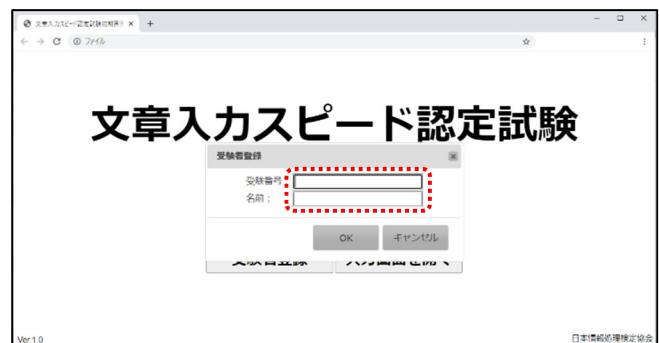 文章入力スピード認定試験
ファイル
文章入力スピード認定試験
受験者登録
受験番号
名前：
OK
キャンセル
受験者登録
入力画面を開く
Ver.1.0
日本情報処理検定協会